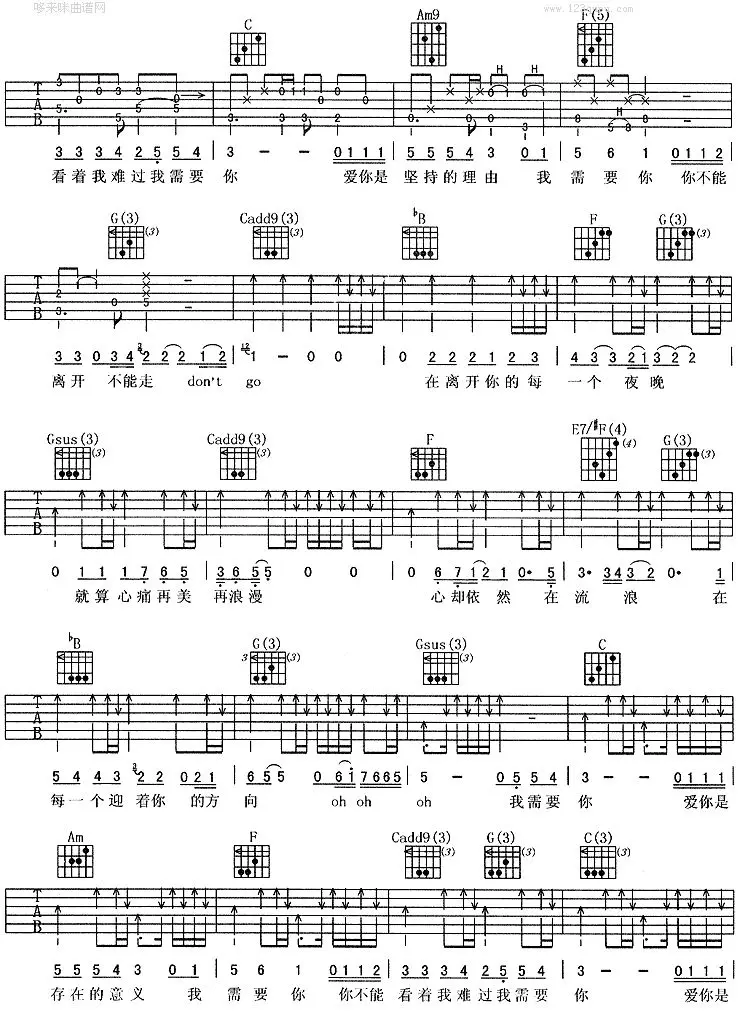 哆来咪曲谱网
C Am9 F(5)
T A B
3 3 3 4 2 5 5 4 3 - - 0 1 1 1 5 5 5 4 3 0 1 5 6 1 0 1 1 2
看着我难过我需要 你 爱你是 坚持的理由 我 需要你 你不能
G(3) Cadd9(3) ♭B F G(3)
(3) (3) (3)
T A B
3 3 0 3 4 2 2 2 1 2 1 - 0 0 0 2 2 2 1 2 3 4 3 3 2 1 3 2 2
离开 不能走 don't go 在离开你的每 一个 夜晚
Gsus(3) Cadd9(3) F E7/♯F(4) G(3)
(3) (3) (4) (3)
T A B
0 1 1 1 7 6 5 3 6 5 5 0 0 0 6 7 1 2 1 0· 5 3· 3 4 3 2 0· 1
就算心痛再美 再浪漫 心却依然 在 流 浪 在
♭B G(3) Gsus(3) C
3 (3) (3)
T A B
5 4 4 3 2 2 0 2 1 6 5 5 0 6 i 7 6 6 5 5 - 0 5 5 4 3 - - 0 1 1 1
每一个迎着你 的方 向 oh oh oh 我需要 你 爱你是
Am F Cadd9(3) G(3) C(3)
(3) (3) (3)
T A B
5 5 5 4 3 0 1 5 6 1 0 1 1 2 3 3 3 4 2 5 5 4 3 - - 0 1 1 1
存在的意义 我 需要你 你不能 看着我难过我需要 你 爱你是